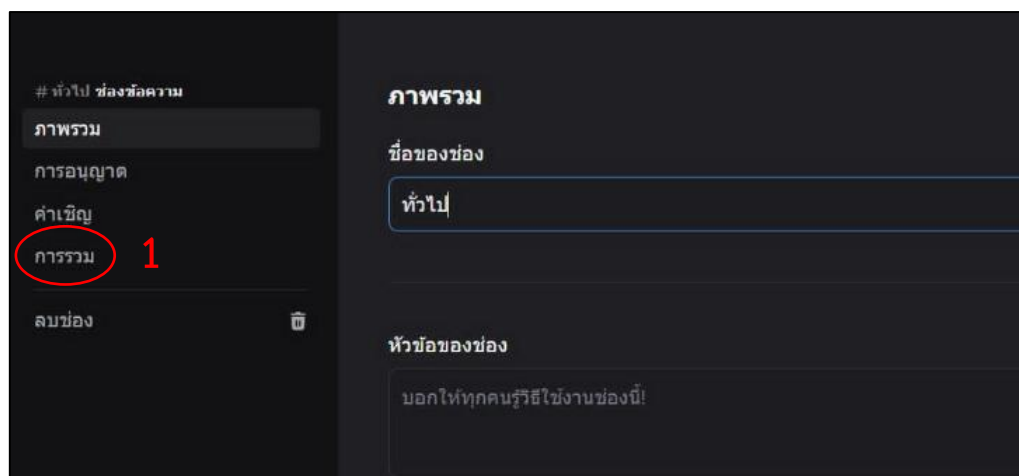 # ทั่วไป ช่องข้อความ
ภาพรวม
การอนุญาต
คำเชิญ
การรวม 1
ลบช่อง
ภาพรวม
ชื่อของช่อง
ทั่วไป
หัวข้อของช่อง
บอกให้ทุกคนรู้วิธีใช้งานช่องนี้!